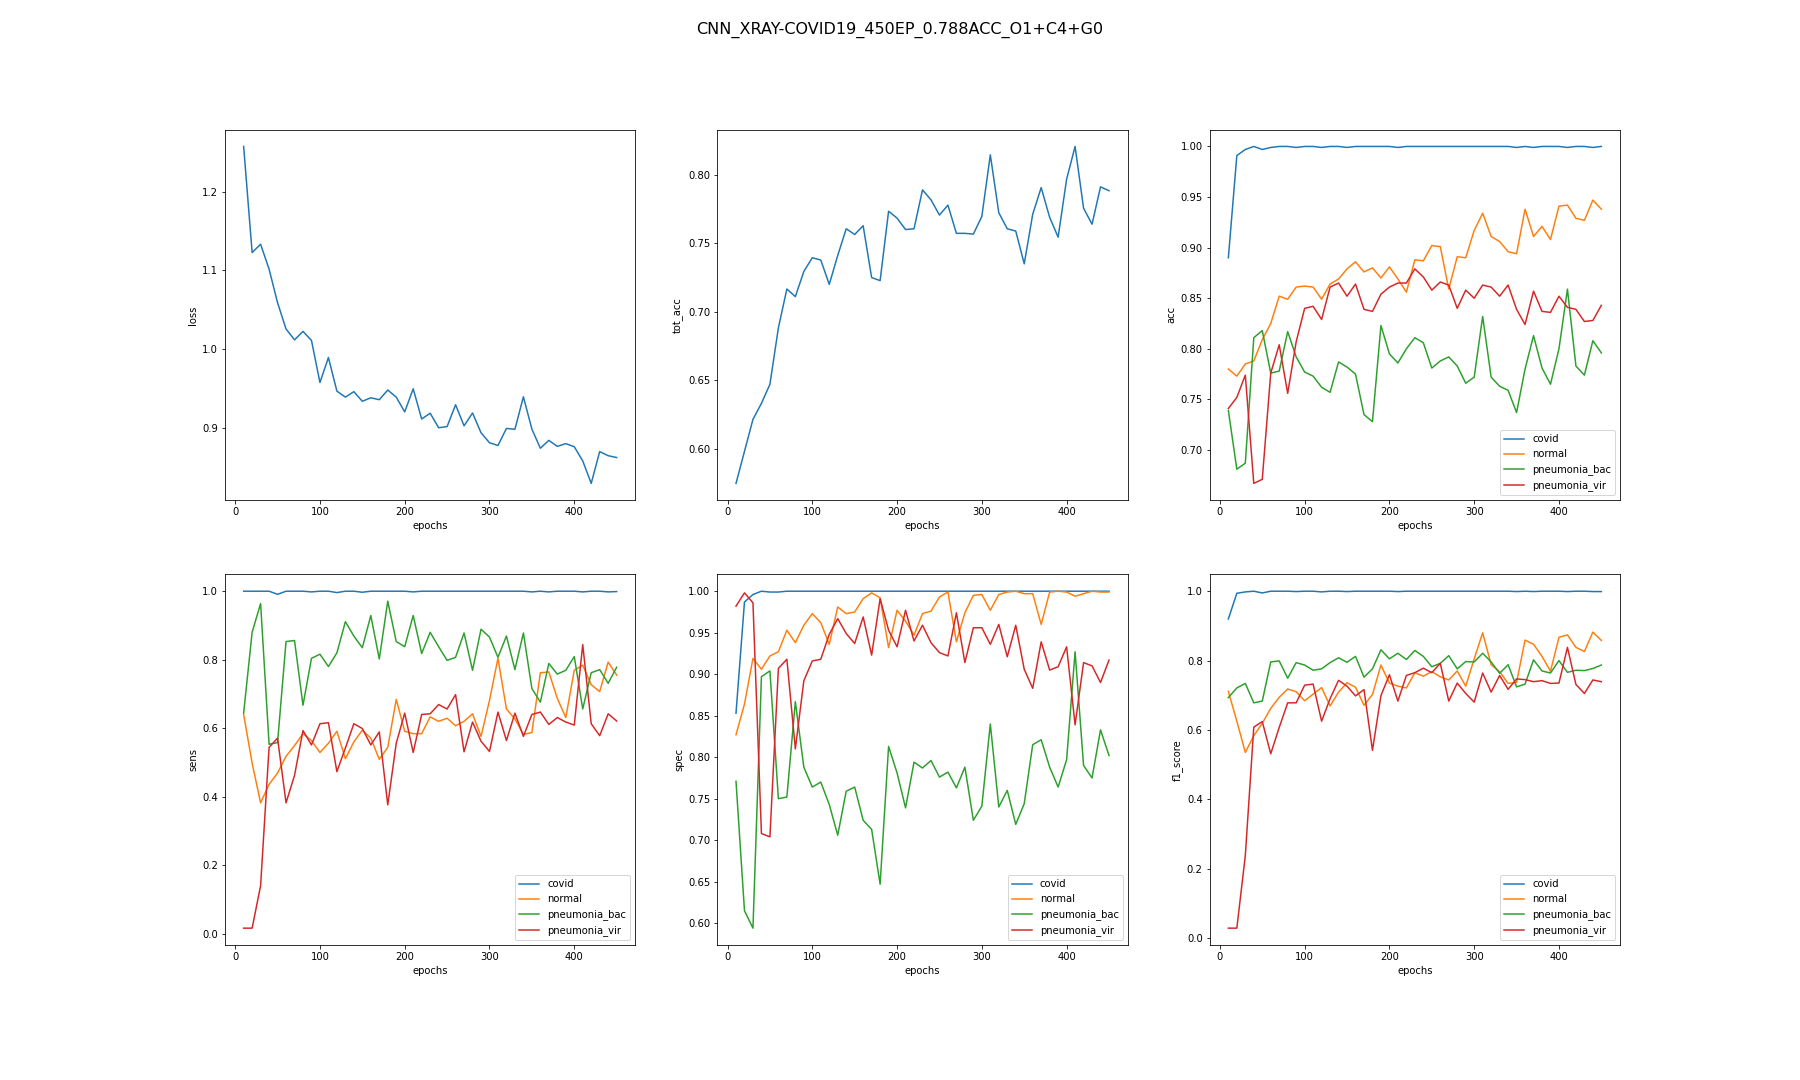 CNN_XRAY-COVID19_450EP_0.788ACC_O1+C4+G0
loss
1.2
1.1
1.0
0.9
0 100 200 300 400
epochs
tot_acc
0.80
0.75
0.70
0.65
0.60
0 100 200 300 400
epochs
acc
1.00
0.95
0.90
0.85
0.80
0.75
0.70
covid
normal
pneumonia_bac
pneumonia_vir
0 100 200 300 400
epochs
sens
1.0
0.8
0.6
0.4
0.2
0.0
covid
normal
pneumonia_bac
pneumonia_vir
0 100 200 300 400
epochs
spec
1.00
0.95
0.90
0.85
0.80
0.75
0.70
0.65
0.60
covid
normal
pneumonia_bac
pneumonia_vir
0 100 200 300 400
epochs
f1_score
1.0
0.8
0.6
0.4
0.2
0.0
covid
normal
pneumonia_bac
pneumonia_vir
0 100 200 300 400
epochs